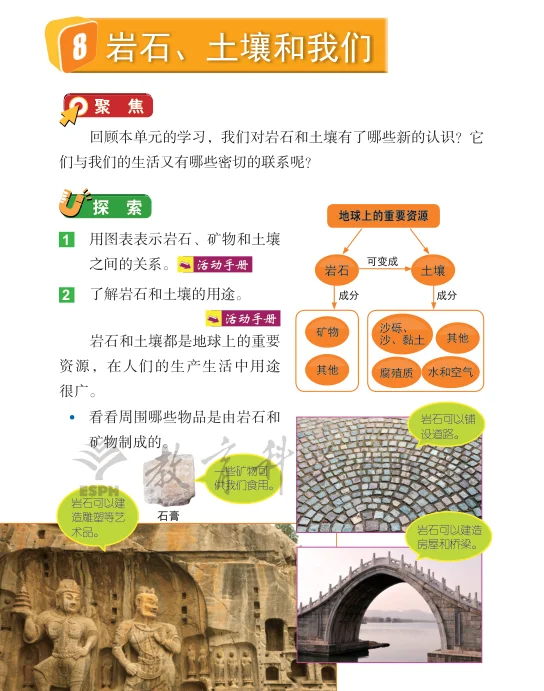 8 岩石、土壤和我们
聚 焦
回顾本单元的学习，我们对岩石和土壤有了哪些新的认识？它
们与我们的生活又有哪些密切的联系呢？
探 索
1 用图表表示岩石、矿物和土壤
之间的关系。 活动手册
2 了解岩石和土壤的用途。
活动手册
岩石和土壤都是地球上的重要
资源，在人们的生产生活中用途
很广。
• 看看周围哪些物品是由岩石和
矿物制成的。
地球上的重要资源
岩石
可变成
土壤
成分
成分
矿物
其他
沙砾、
沙、黏土
其他
腐殖质
水和空气
岩石可以铺
设道路。
一些矿物可
供我们食用。
石膏
岩石可以建
造雕塑等艺
术品。
岩石可以建造
房屋和桥梁。
教育科
ESPH